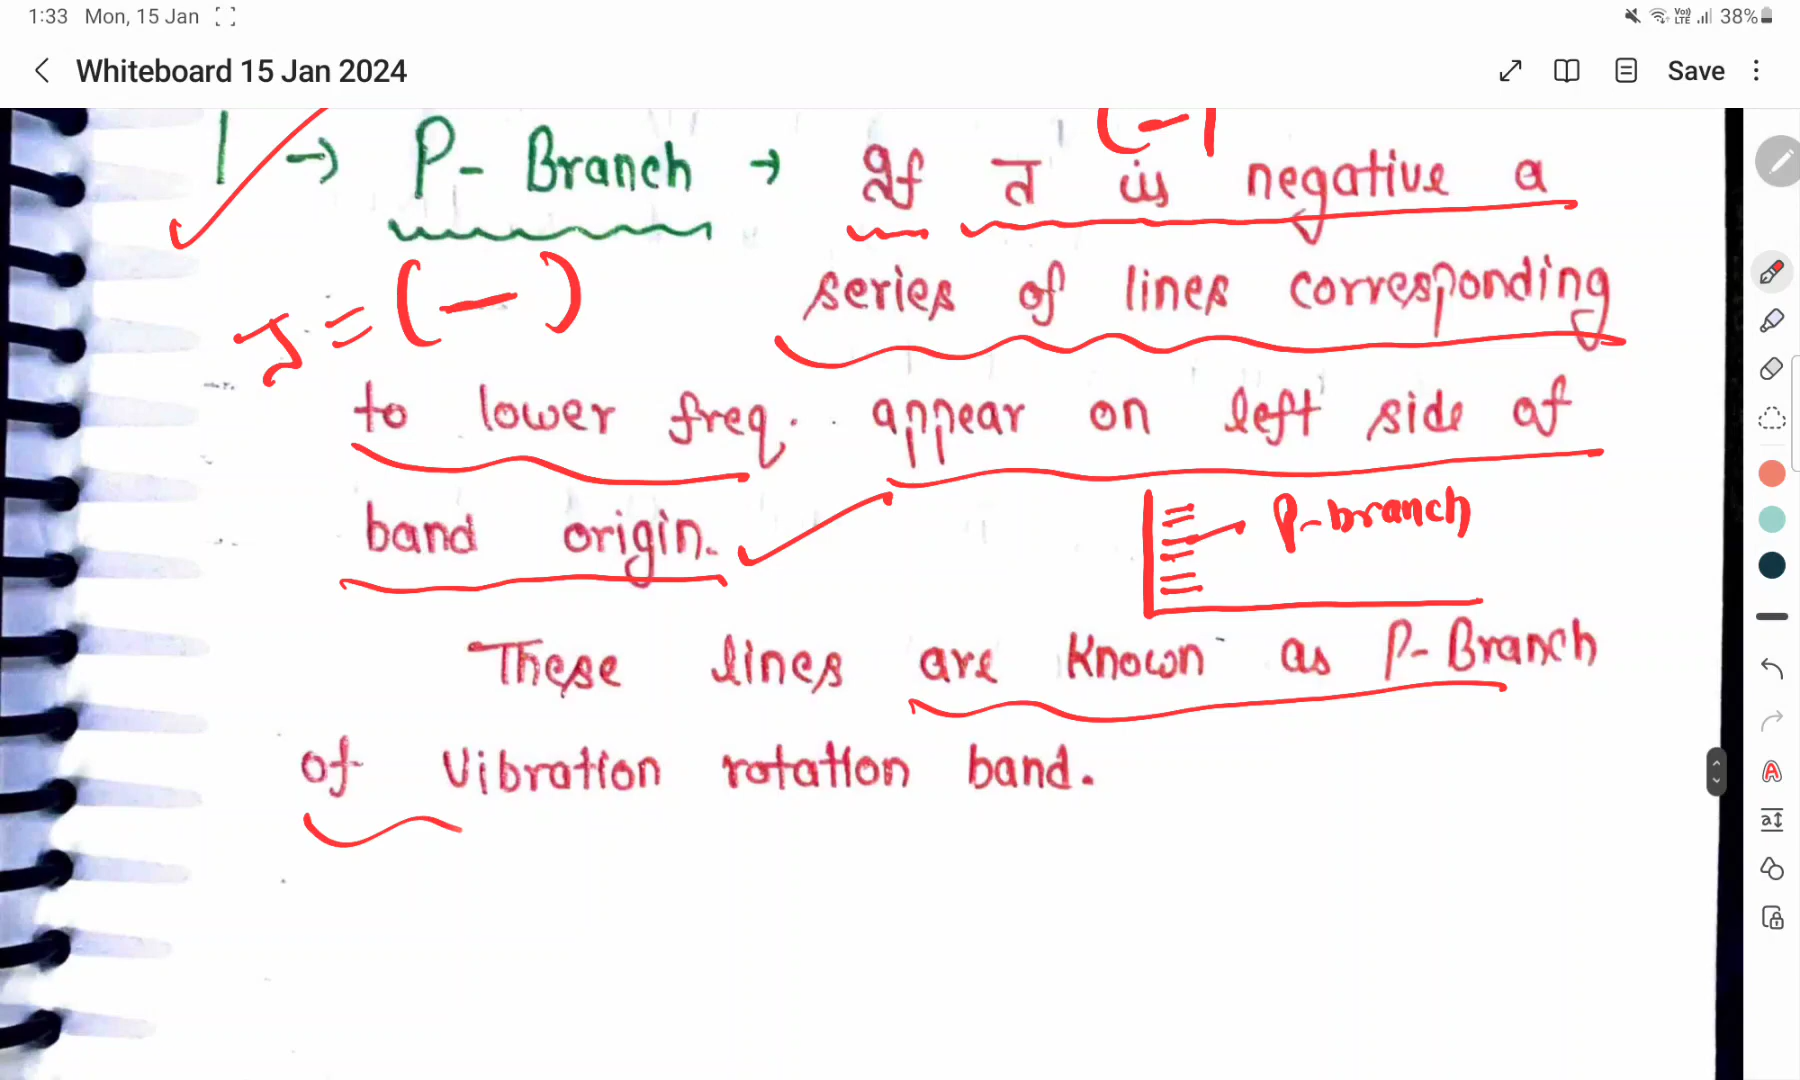 1:33 Mon, 15 Jan 38%
Whiteboard 15 Jan 2024 Save
1 → P- Branch → If is negative a
(-1
series of lines corresponding
J = (-)
to lower freq. appear on left side of
band origin.
P-branch
These lines are Known as P-Branch
of Vibration rotation band.